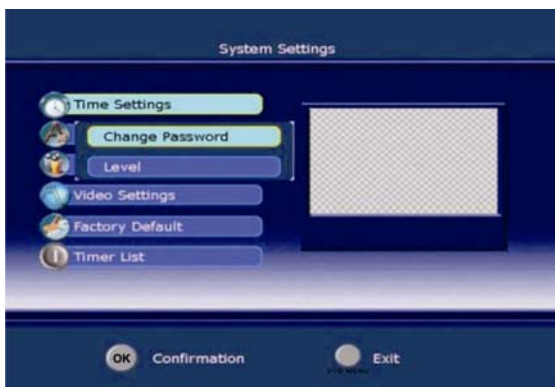 System Settings
Time Settings
Change Password
Level
Video Settings
Factory Default
Timer List
OK Confirmation
Exit